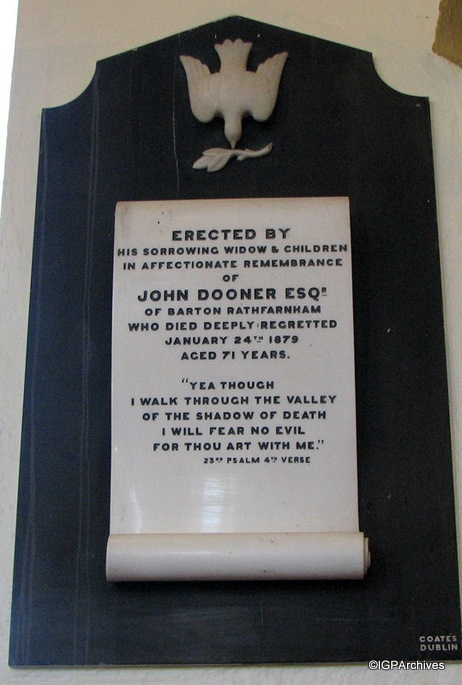 ERECTED BY
HIS SORROWING WIDOW & CHILDREN
IN AFFECTIONATE REMEMBRANCE
OF
JOHN DOONER ESQR
OF BARTON RATHFARNHAM
WHO DIED DEEPLY REGRETTED
JANUARY 24TH 1879
AGED 71 YEARS.
"YEA THOUGH
I WALK THROUGH THE VALLEY
OF THE SHADOW OF DEATH
I WILL FEAR NO EVIL
FOR THOU ART WITH ME."
23RD PSALM 4TH VERSE
COATES
DUBLIN
©IGPArchives